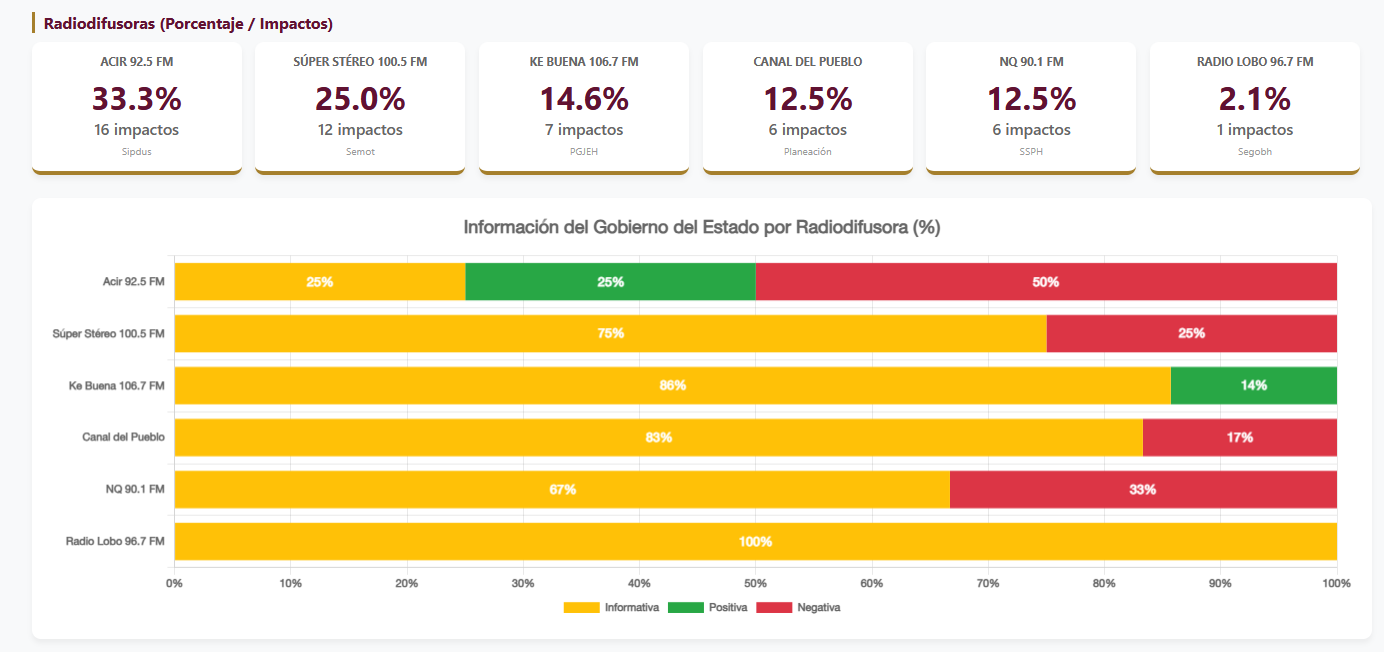 Radiodifusoras (Porcentaje / Impactos)
ACIR 92.5 FM
33.3%
16 impactos
Sipdus
SÚPER STÉREO 100.5 FM
25.0%
12 impactos
Semot
KE BUENA 106.7 FM
14.6%
7 impactos
PGJEH
CANAL DEL PUEBLO
12.5%
6 impactos
Planeación
NQ 90.1 FM
12.5%
6 impactos
SSPH
RADIO LOBO 96.7 FM
2.1%
1 impactos
Segobh
Información del Gobierno del Estado por Radiodifusora (%)
Acir 92.5 FM 25% 25% 50%
Súper Stéreo 100.5 FM 75% 25%
Ke Buena 106.7 FM 86% 14%
Canal del Pueblo 83% 17%
NQ 90.1 FM 67% 33%
Radio Lobo 96.7 FM 100%
0% 10% 20% 30% 40% 50% 60% 70% 80% 90% 100%
Informativa Positiva Negativa